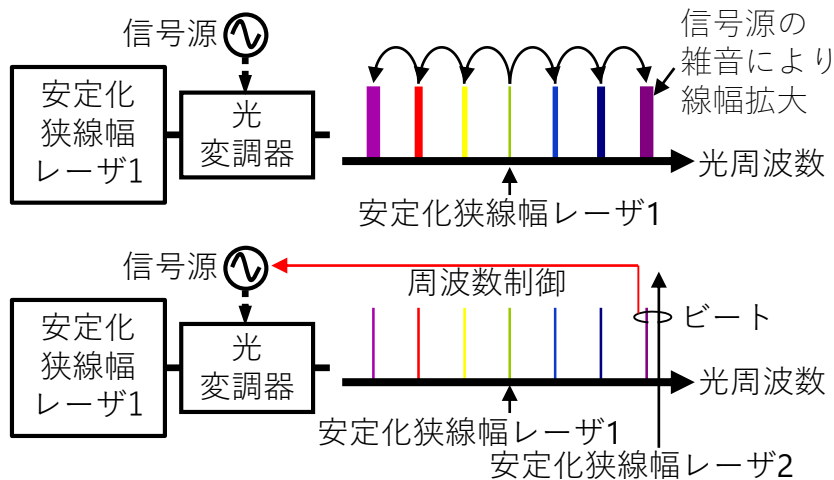 信号源
安定化
狭線幅
レーザ1
光
変調器
信号源の
雑音により
線幅拡大
光周波数
安定化狭線幅レーザ1
信号源
周波数制御
ビート
安定化
狭線幅
レーザ1
光
変調器
光周波数
安定化狭線幅レーザ1
安定化狭線幅レーザ2